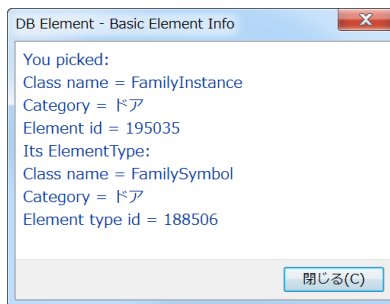 DB Element - Basic Element Info
You picked:
Class name = FamilyInstance
Category = ドア
Element id = 195035
Its ElementType:
Class name = FamilySymbol
Category = ドア
Element type id = 188506
閉じる(C)